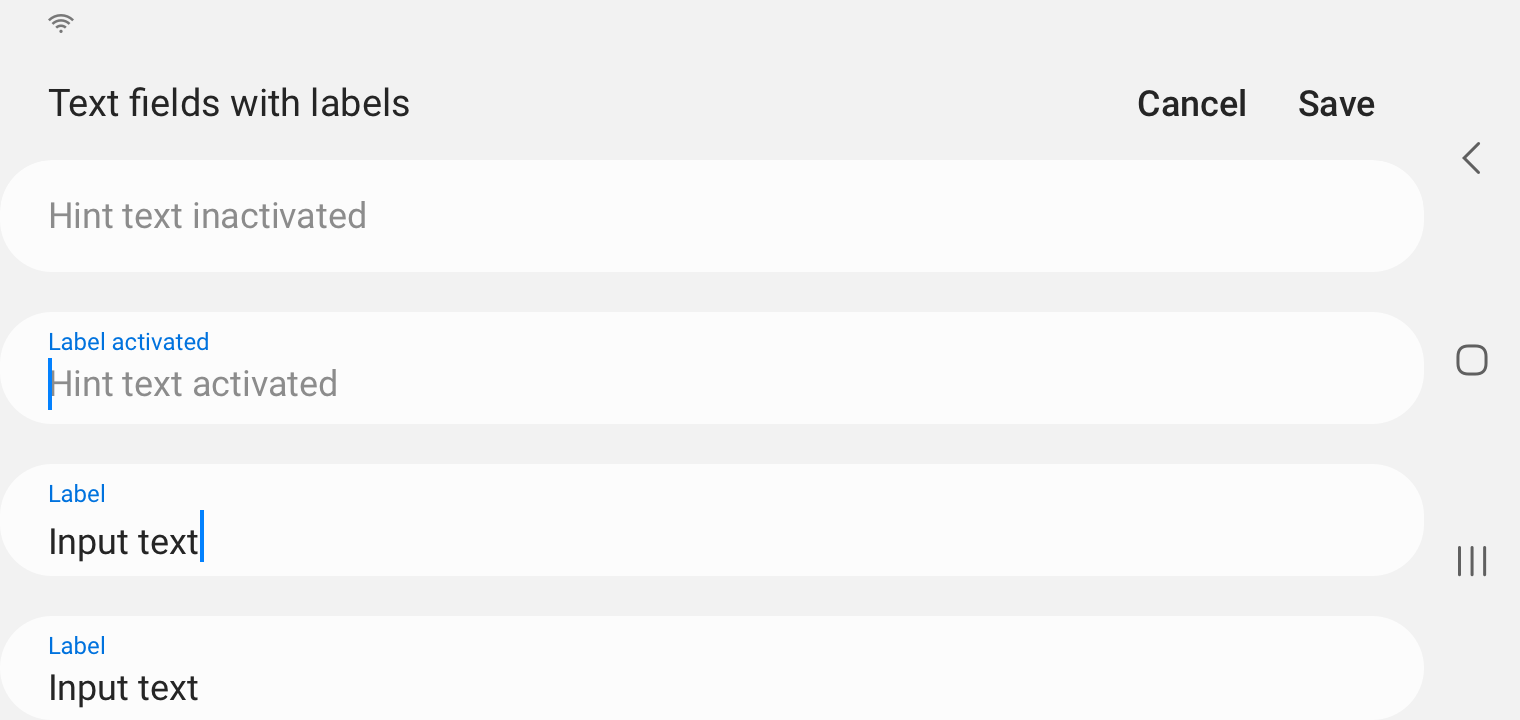 Text fields with labels
Cancel
Save
Hint text inactivated
Label activated
Hint text activated
Label
Input text
Label
Input text